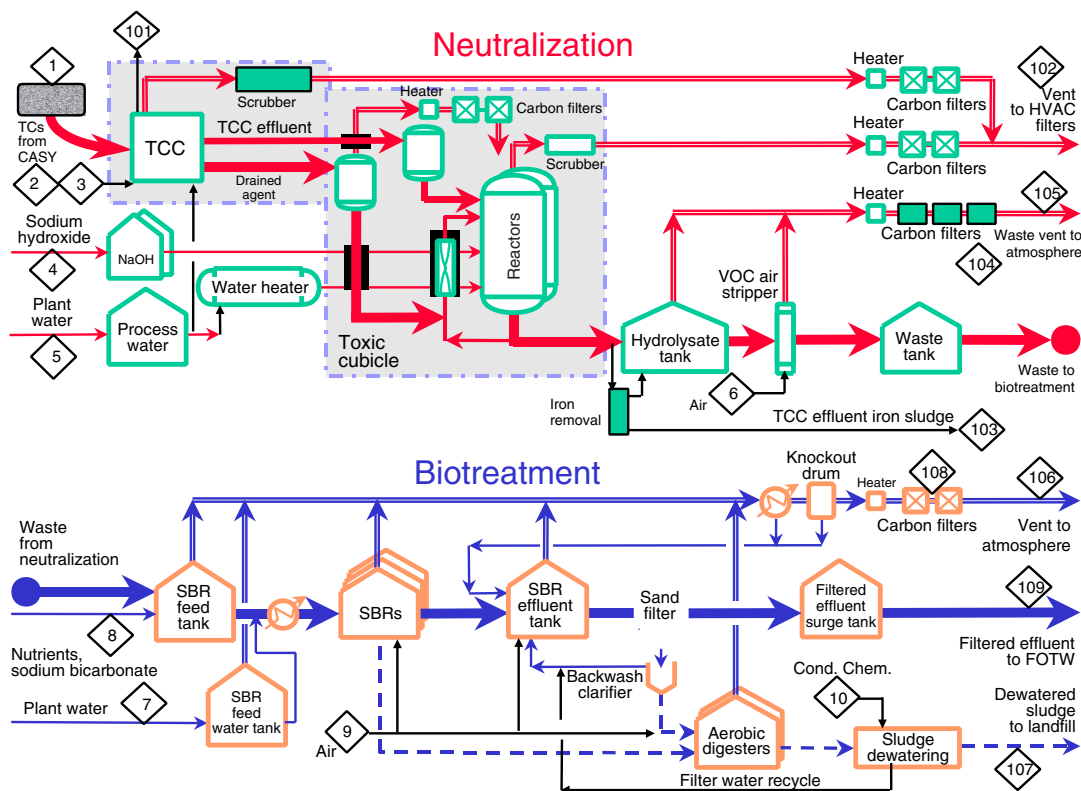 Neutralization
101
1
TCs
from
CASY
2
3
TCC
Scrubber
TCC effluent
Drained
agent
Heater
Carbon filters
Scrubber
Heater
Carbon filters
Heater
Carbon filters
102
Vent
to HVAC
filters
Heater
Carbon filters
105
Waste vent to
atmosphere
104
Sodium
hydroxide
4
NaOH
Plant
water
5
Process
water
Water heater
Toxic
cubicle
Reactors
Hydrolysate
tank
VOC air
stripper
Waste
tank
Waste
to biotreatment
Air
6
Iron
removal
TCC effluent iron sludge
103
Biotreatment
Waste
from
neutralization
8
Nutrients,
sodium bicarbonate
Plant water
7
SBR
feed
tank
SBR
feed
water tank
SBRs
SBR
effluent
tank
Sand
filter
Backwash
clarifier
Knockout
drum
Heater
108
Carbon filters
106
Vent to
atmosphere
Filtered
effluent
surge tank
109
Filtered effluent
to FOTW
Air
9
Aerobic
digesters
Cond. Chem.
10
Sludge
dewatering
Dewatered
sludge
to landfill
107
Filter water recycle